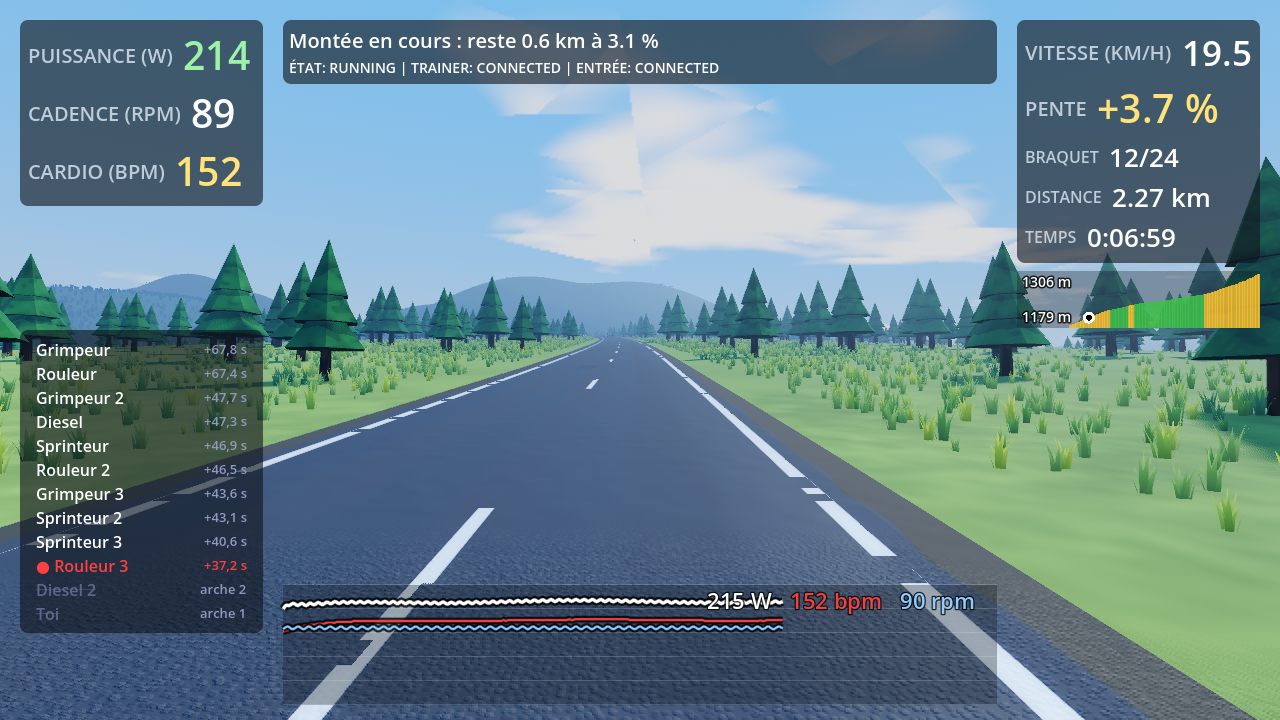 PUISSANCE (W) 214
CADENCE (RPM) 89
CARDIO (BPM) 152
Montée en cours : reste 0.6 km à 3.1 %
ÉTAT: RUNNING | TRAINER: CONNECTED | ENTRÉE: CONNECTED
VITESSE (KM/H) 19.5
PENTE +3.7 %
BRAQUET 12/24
DISTANCE 2.27 km
TEMPS 0:06:59
1306 m
1179 m
Grimpeur +67,8 s
Rouleur +67,4 s
Grimpeur 2 +47,7 s
Diesel +47,3 s
Sprinteur +46,9 s
Rouleur 2 +46,5 s
Grimpeur 3 +43,6 s
Sprinteur 2 +43,1 s
Sprinteur 3 +40,6 s
Rouleur 3 +37,2 s
Diesel 2 arche 2
Toi arche 1
215 W 152 bpm 90 rpm